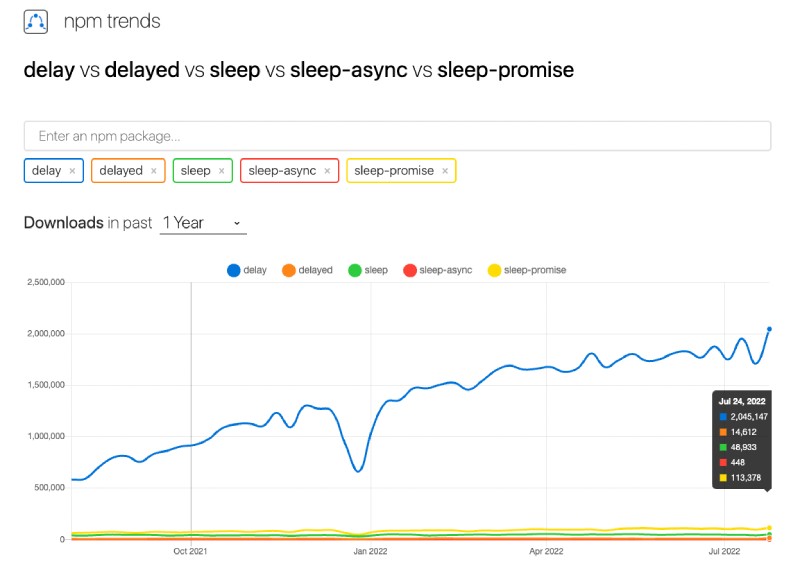 npm trends
delay vs delayed vs sleep vs sleep-async vs sleep-promise
Enter an npm package...
delay × delayed × sleep × sleep-async × sleep-promise ×
Downloads in past 1 Year
delay delayed sleep sleep-async sleep-promise
2,500,000
2,000,000
1,500,000
1,000,000
500,000
0
Jul 24, 2022
2,045,147
14,612
48,933
448
113,378
Oct 2021 Jan 2022 Apr 2022 Jul 2022